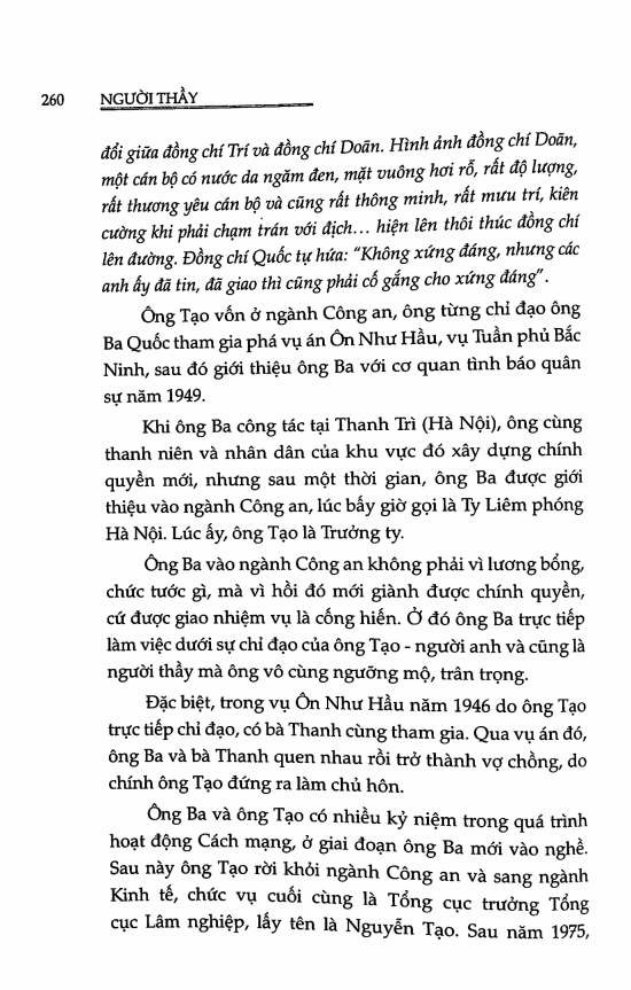 260 NGƯỜI THẦY
đổi giữa đồng chí Trí và đồng chí Doãn. Hình ảnh đồng chí Doãn,
một cán bộ có nước da ngăm đen, mặt vuông hơi rỗ, rất độ lượng,
rất thương yêu cán bộ và cũng rất thông minh, rất mưu trí, kiên
cường khi phải chạm trán với địch... hiện lên thôi thúc đồng chí
lên đường. Đồng chí Quốc tự hứa: "Không xứng đáng, nhưng các
anh ấy đã tin, đã giao thì cũng phải cố gắng cho xứng đáng".
Ông Tạo vốn ở ngành Công an, ông từng chỉ đạo ông
Ba Quốc tham gia phá vụ án Ôn Như Hầu, vụ Tuần phủ Bắc
Ninh, sau đó giới thiệu ông Ba với cơ quan tình báo quân
sự năm 1949.
Khi ông Ba công tác tại Thanh Trì (Hà Nội), ông cùng
thanh niên và nhân dân của khu vực đó xây dựng chính
quyền mới, nhưng sau một thời gian, ông Ba được giới
thiệu vào ngành Công an, lúc bấy giờ gọi là Ty Liêm phóng
Hà Nội. Lúc ấy, ông Tạo là Trưởng ty.
Ông Ba vào ngành Công an không phải vì lương bổng,
chức tước gì, mà vì hồi đó mới giành được chính quyền,
cứ được giao nhiệm vụ là cống hiến. Ở đó ông Ba trực tiếp
làm việc dưới sự chỉ đạo của ông Tạo - người anh và cũng là
người thầy mà ông vô cùng ngưỡng mộ, trân trọng.
Đặc biệt, trong vụ Ôn Như Hầu năm 1946 do ông Tạo
trực tiếp chỉ đạo, có bà Thanh cùng tham gia. Qua vụ án đó,
ông Ba và bà Thanh quen nhau rồi trở thành vợ chồng, do
chính ông Tạo đứng ra làm chủ hôn.
Ông Ba và ông Tạo có nhiều kỷ niệm trong quá trình
hoạt động Cách mạng, ở giai đoạn ông Ba mới vào nghề.
Sau này ông Tạo rời khỏi ngành Công an và sang ngành
Kinh tế, chức vụ cuối cùng là Tổng cục trưởng Tổng
cục Lâm nghiệp, lấy tên là Nguyễn Tạo. Sau năm 1975,